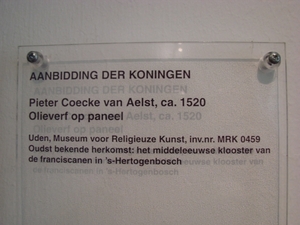 AANBIDDING DER KONINGEN
Pieter Coecke van Aelst, ca. 1520
Olieverf op paneel
Uden, Museum voor Religieuze Kunst, inv.nr. MRK 0459
Oudst bekende herkomst: het middeleeuwse klooster van
de franciscanen in 's-Hertogenbosch